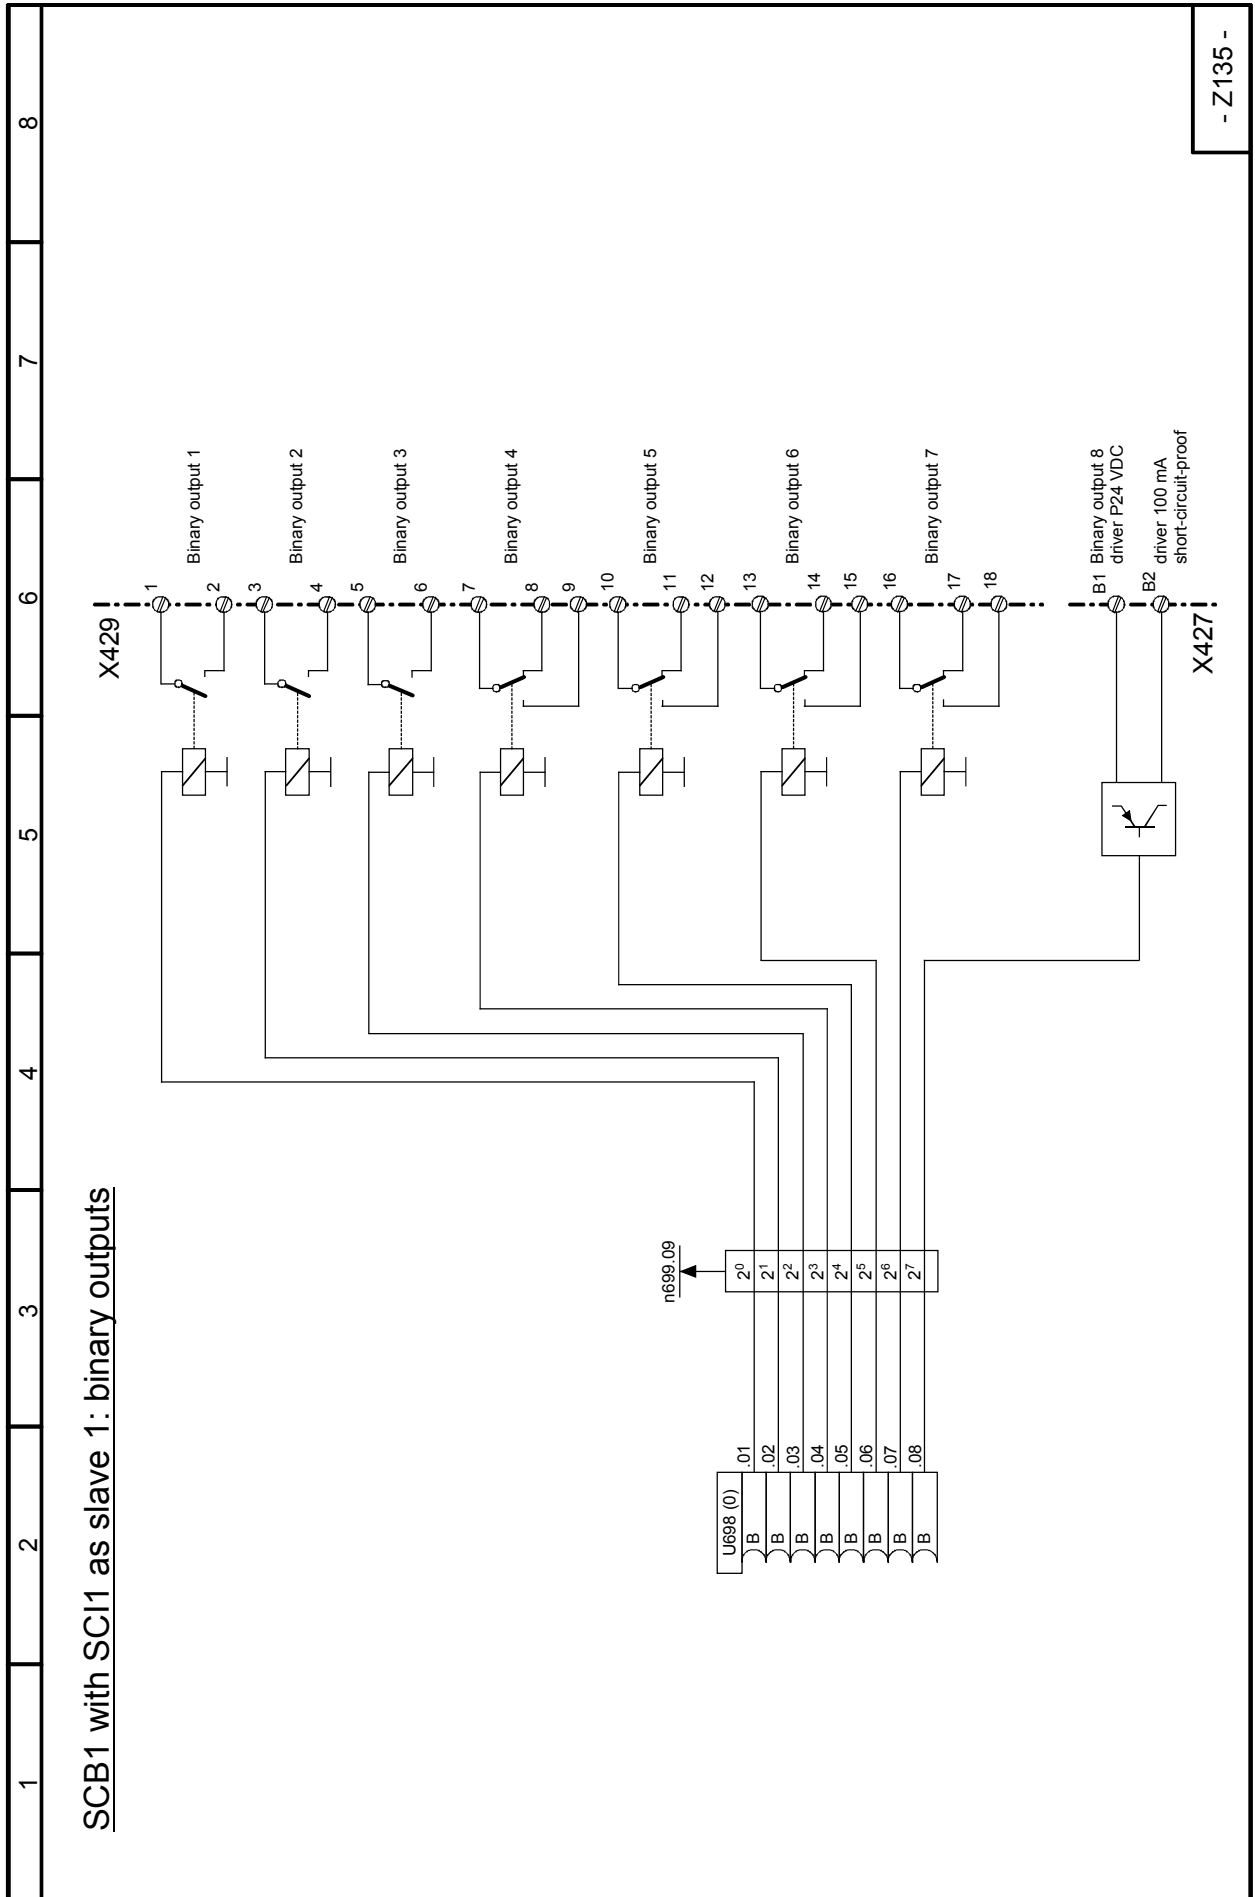 SCB1 with SCI1 as slave 1: binary outputs
1
2
3
4
5
6
7
8
X429
1
2
Binary output 1
3
4
Binary output 2
5
6
Binary output 3
7
8
9
Binary output 4
10
11
12
Binary output 5
13
14
15
Binary output 6
16
17
18
Binary output 7
n699.09
U698 (0)
B .01 2⁰
B .02 2¹
B .03 2²
B .04 2³
B .05 2⁴
B .06 2⁵
B .07 2⁶
B .08 2⁷
B1 Binary output 8
driver P24 VDC
B2 driver 100 mA
short-circuit-proof
X427
- Z135 -